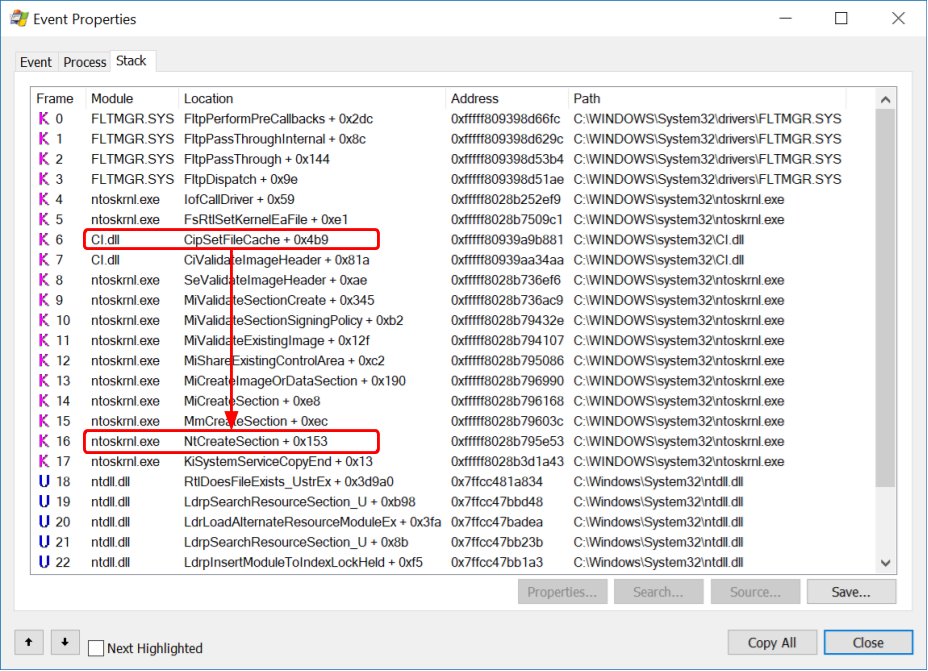 Event Properties
Event Process Stack
Frame Module Location Address Path
K 0 FLTMGR.SYS FltpPerformPreCallbacks + 0x2dc 0xfffff809398d66fc C:\WINDOWS\System32\drivers\FLTMGR.SYS
K 1 FLTMGR.SYS FltpPassThroughInternal + 0x8c 0xfffff809398d629c C:\WINDOWS\System32\drivers\FLTMGR.SYS
K 2 FLTMGR.SYS FltpPassThrough + 0x144 0xfffff809398d53b4 C:\WINDOWS\System32\drivers\FLTMGR.SYS
K 3 FLTMGR.SYS FltpDispatch + 0x9e 0xfffff809398d51ae C:\WINDOWS\System32\drivers\FLTMGR.SYS
K 4 ntoskrnl.exe IofCallDriver + 0x59 0xfffff8028b252ef9 C:\WINDOWS\system32\ntoskrnl.exe
K 5 ntoskrnl.exe FsRtlSetKernelEaFile + 0xe1 0xfffff8028b7509c1 C:\WINDOWS\system32\ntoskrnl.exe
K 6 CI.dll CipSetFileCache + 0x4b9 0xfffff80939a9b881 C:\WINDOWS\system32\CI.dll
K 7 CI.dll CiValidateImageHeader + 0x81a 0xfffff80939aa34aa C:\WINDOWS\system32\CI.dll
K 8 ntoskrnl.exe SeValidateImageHeader + 0xae 0xfffff8028b736ef6 C:\WINDOWS\system32\ntoskrnl.exe
K 9 ntoskrnl.exe MiValidateSectionCreate + 0x345 0xfffff8028b736ac9 C:\WINDOWS\system32\ntoskrnl.exe
K 10 ntoskrnl.exe MiValidateSectionSigningPolicy + 0xb2 0xfffff8028b79432e C:\WINDOWS\system32\ntoskrnl.exe
K 11 ntoskrnl.exe MiValidateExistingImage + 0x12f 0xfffff8028b794107 C:\WINDOWS\system32\ntoskrnl.exe
K 12 ntoskrnl.exe MiShareExistingControlArea + 0xc2 0xfffff8028b795086 C:\WINDOWS\system32\ntoskrnl.exe
K 13 ntoskrnl.exe MiCreateImageOrDataSection + 0x190 0xfffff8028b796990 C:\WINDOWS\system32\ntoskrnl.exe
K 14 ntoskrnl.exe MiCreateSection + 0xe8 0xfffff8028b796168 C:\WINDOWS\system32\ntoskrnl.exe
K 15 ntoskrnl.exe MmCreateSection + 0xec 0xfffff8028b79603c C:\WINDOWS\system32\ntoskrnl.exe
K 16 ntoskrnl.exe NtCreateSection + 0x153 0xfffff8028b795e53 C:\WINDOWS\system32\ntoskrnl.exe
K 17 ntoskrnl.exe KiSystemServiceCopyEnd + 0x13 0xfffff8028b3d1a43 C:\WINDOWS\system32\ntoskrnl.exe
U 18 ntdll.dll RtlDoesFileExists_UstrEx + 0x3d9a0 0x7ffcc481a834 C:\Windows\System32\ntdll.dll
U 19 ntdll.dll LdrpSearchResourceSection_U + 0xb98 0x7ffcc47bbd48 C:\Windows\System32\ntdll.dll
U 20 ntdll.dll LdrLoadAlternateResourceModuleEx + 0x3fa 0x7ffcc47badea C:\Windows\System32\ntdll.dll
U 21 ntdll.dll LdrpSearchResourceSection_U + 0x8b 0x7ffcc47bb23b C:\Windows\System32\ntdll.dll
U 22 ntdll.dll LdrpInsertModuleToIndexLockHeld + 0xf5 0x7ffcc47bb1a3 C:\Windows\System32\ntdll.dll
Properties... Search... Source... Save...
Next Highlighted Copy All Close